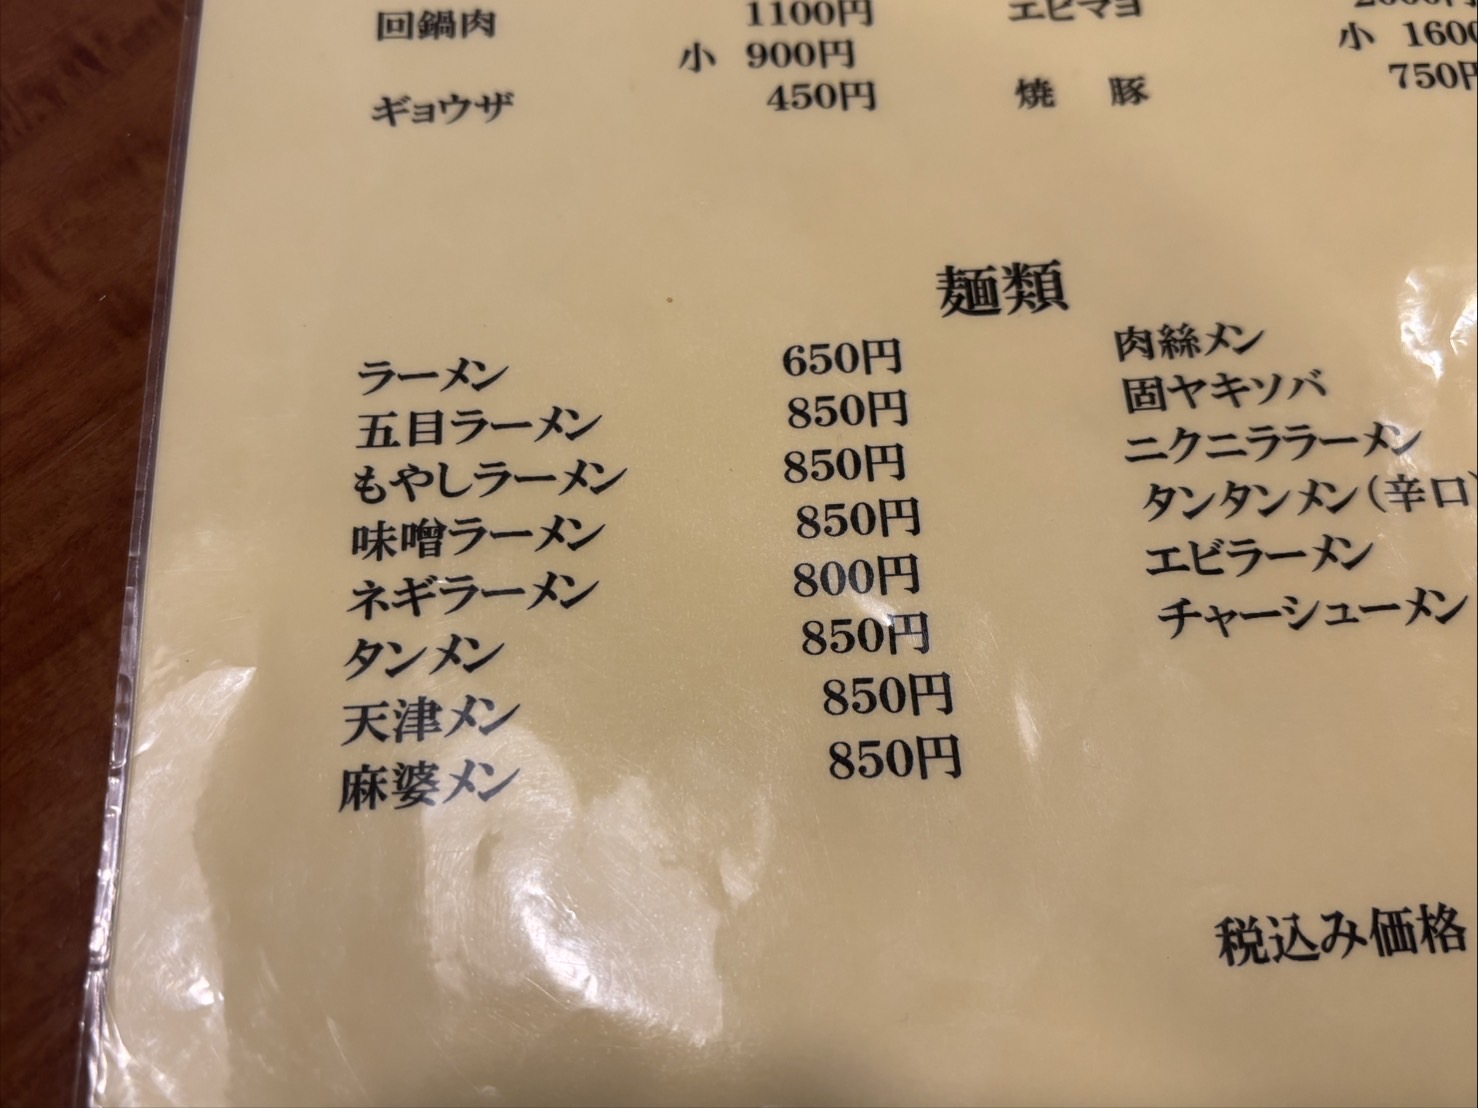 回鍋肉 1100円 エビマヨ
小 900円 小
ギョウザ 450円 焼 豚 750円
麺類
ラーメン 650円 肉絲メン
五目ラーメン 850円 固ヤキソバ
もやしラーメン 850円 ニクニララーメン
味噌ラーメン 850円 タンタンメン(辛口)
ネギラーメン 800円 エビラーメン
タンメン 850円 チャーシューメン
天津メン 850円
麻婆メン 850円
税込み価格